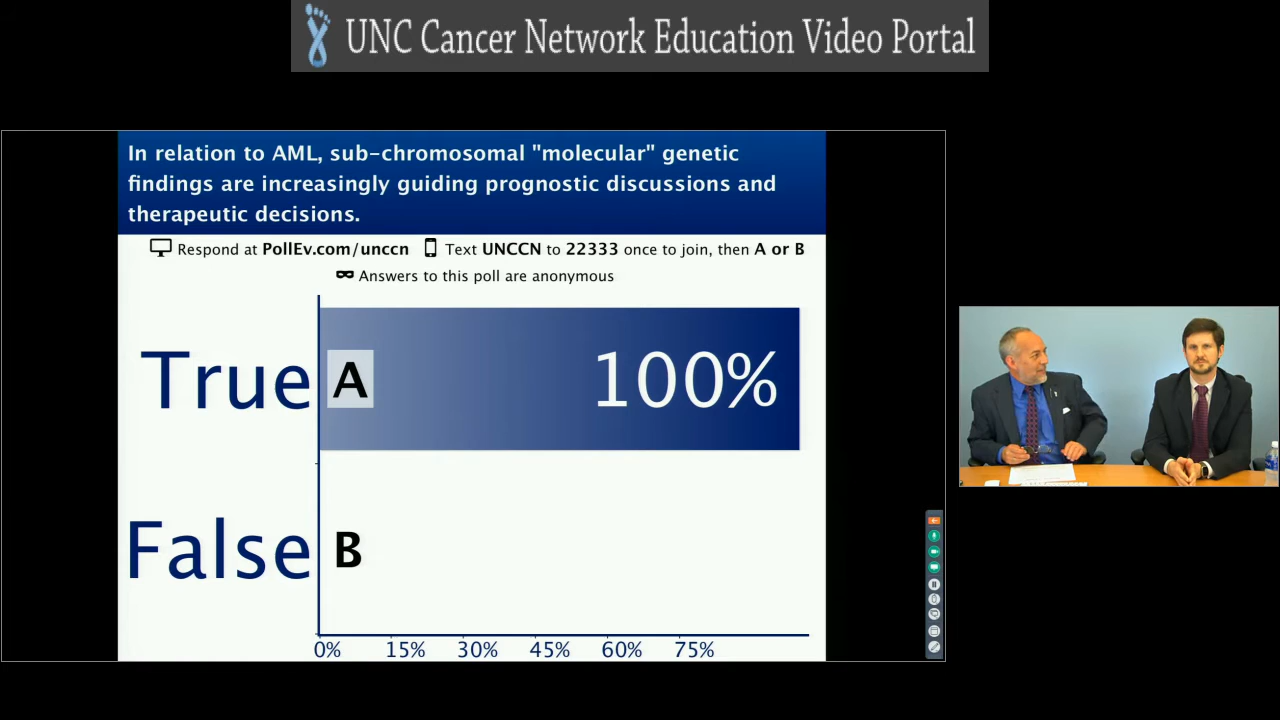 UNC Cancer Network Education Video Portal
In relation to AML, sub-chromosomal "molecular" genetic
findings are increasingly guiding prognostic discussions and
therapeutic decisions.
Respond at PollEv.com/unccn Text UNCCN to 22333 once to join, then A or B
Answers to this poll are anonymous
True A 100%
False B
0% 15% 30% 45% 60% 75%